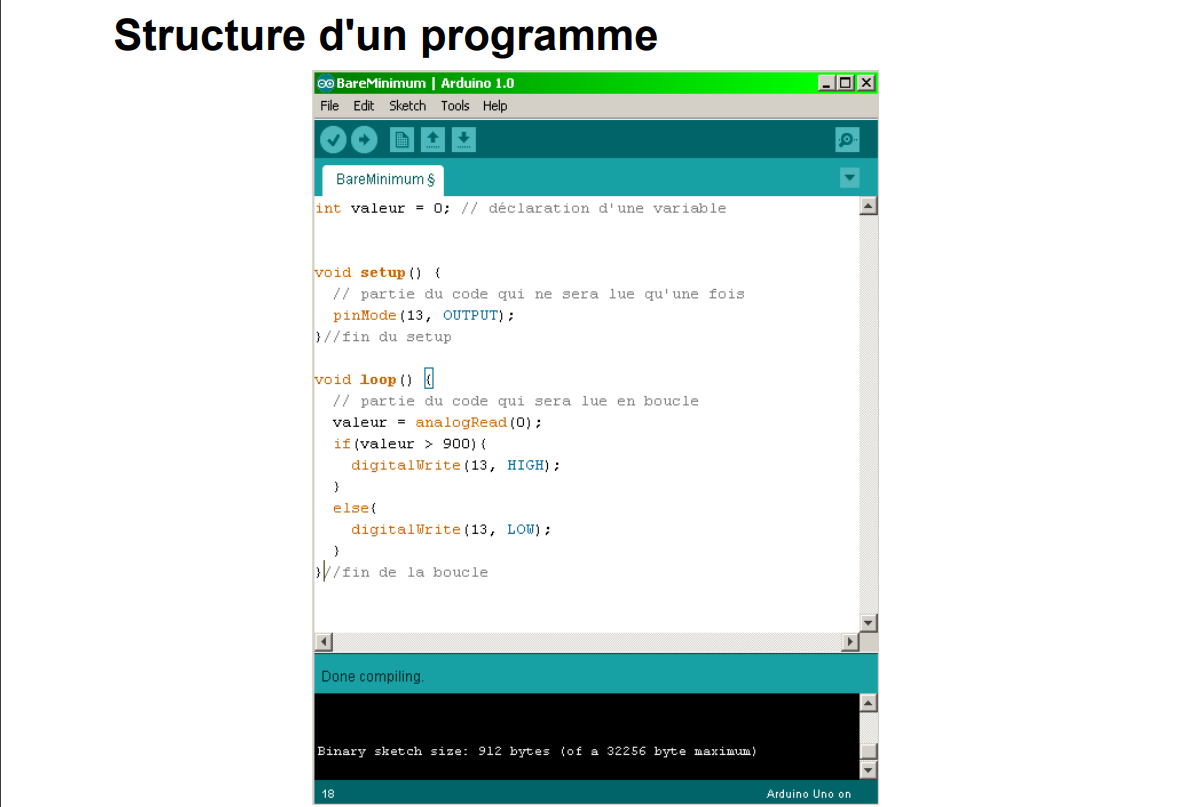 Structure d'un programme
BareMinimum | Arduino 1.0
File Edit Sketch Tools Help
BareMinimum §
int valeur = 0; // déclaration d'une variable
void setup() {
// partie du code qui ne sera lue qu'une fois
pinMode(13, OUTPUT);
}//fin du setup
void loop() {
// partie du code qui sera lue en boucle
valeur = analogRead(0);
if(valeur > 900){
digitalWrite(13, HIGH);
}
else{
digitalWrite(13, LOW);
}
}//fin de la boucle
Done compiling.
Binary sketch size: 912 bytes (of a 32256 byte maximum)
18 Arduino Uno on